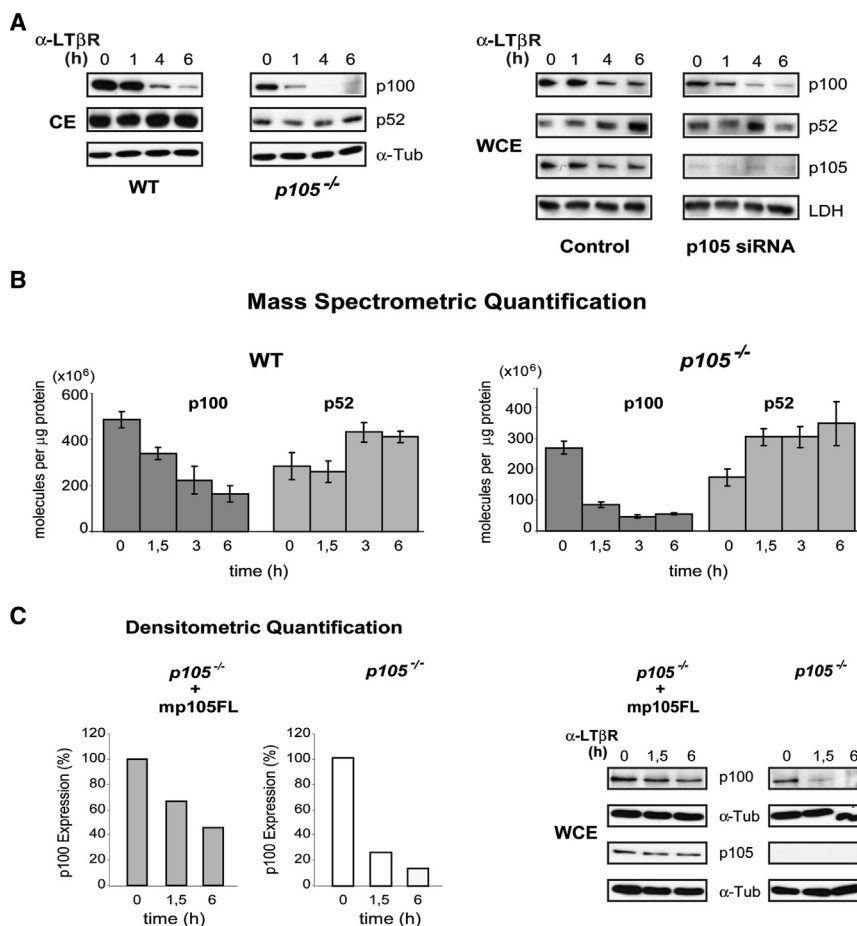 A
α-LTβR
(h) 0 1 4 6 0 1 4 6
p100
CE p52
α-Tub
WT p105-/-
α-LTβR
(h) 0 1 4 6 0 1 4 6
p100
p52
WCE
p105
LDH
Control p105 siRNA
B
Mass Spectrometric Quantification
WT
(x10⁶)
molecules per μg protein
600
400
200
0
p100 p52
0 1,5 3 6 0 1,5 3 6
time (h)
p105-/-
(x10⁶)
molecules per μg protein
400
300
200
100
0
p100 p52
0 1,5 3 6 0 1,5 3 6
time (h)
C
Densitometric Quantification
p105-/-
+
mp105FL
p100 Expression (%)
120
100
80
60
40
20
0
0 1,5 6
time (h)
p105-/-
p100 Expression (%)
120
100
80
60
40
20
0
0 1,5 6
time (h)
p105-/-
+
mp105FL
p105-/-
α-LTβR
(h) 0 1,5 6 0 1,5 6
p100
α-Tub
WCE
p105
α-Tub